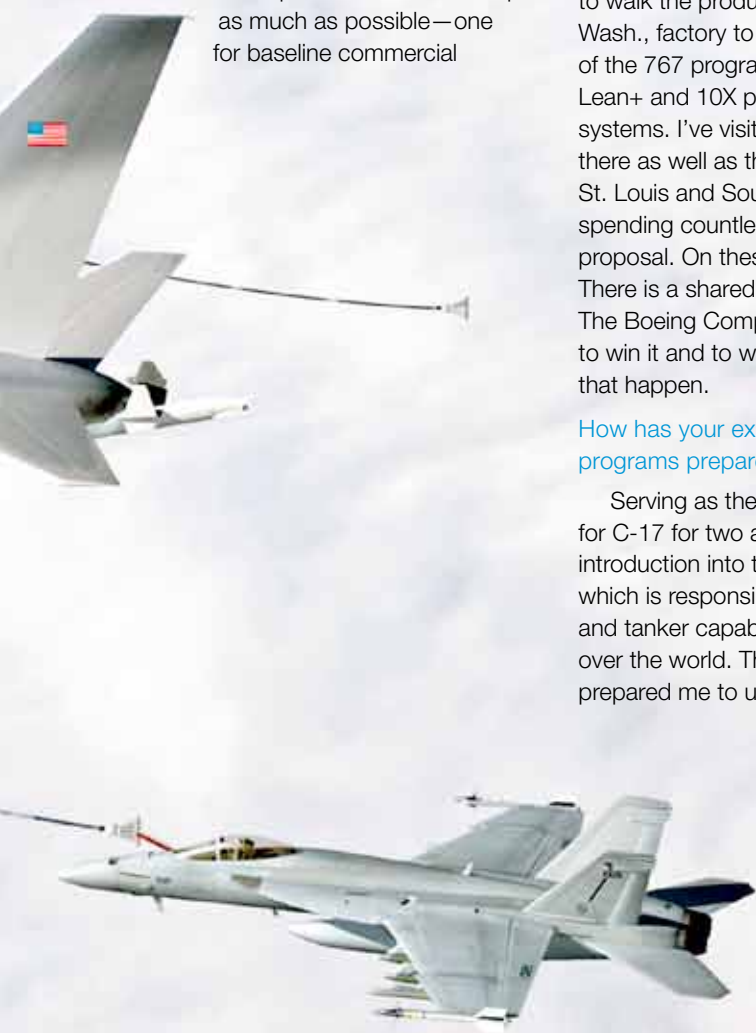 as much as possible—one
for baseline commercial
to walk the produ
Wash., factory to
of the 767 progra
Lean+ and 10X p
systems. I've visit
there as well as th
St. Louis and Sou
spending countle
proposal. On thes
There is a shared
The Boeing Comp
to win it and to w
that happen.
How has your ex
programs prepar
Serving as the
for C-17 for two a
introduction into t
which is responsi
and tanker capab
over the world. Th
prepared me to u